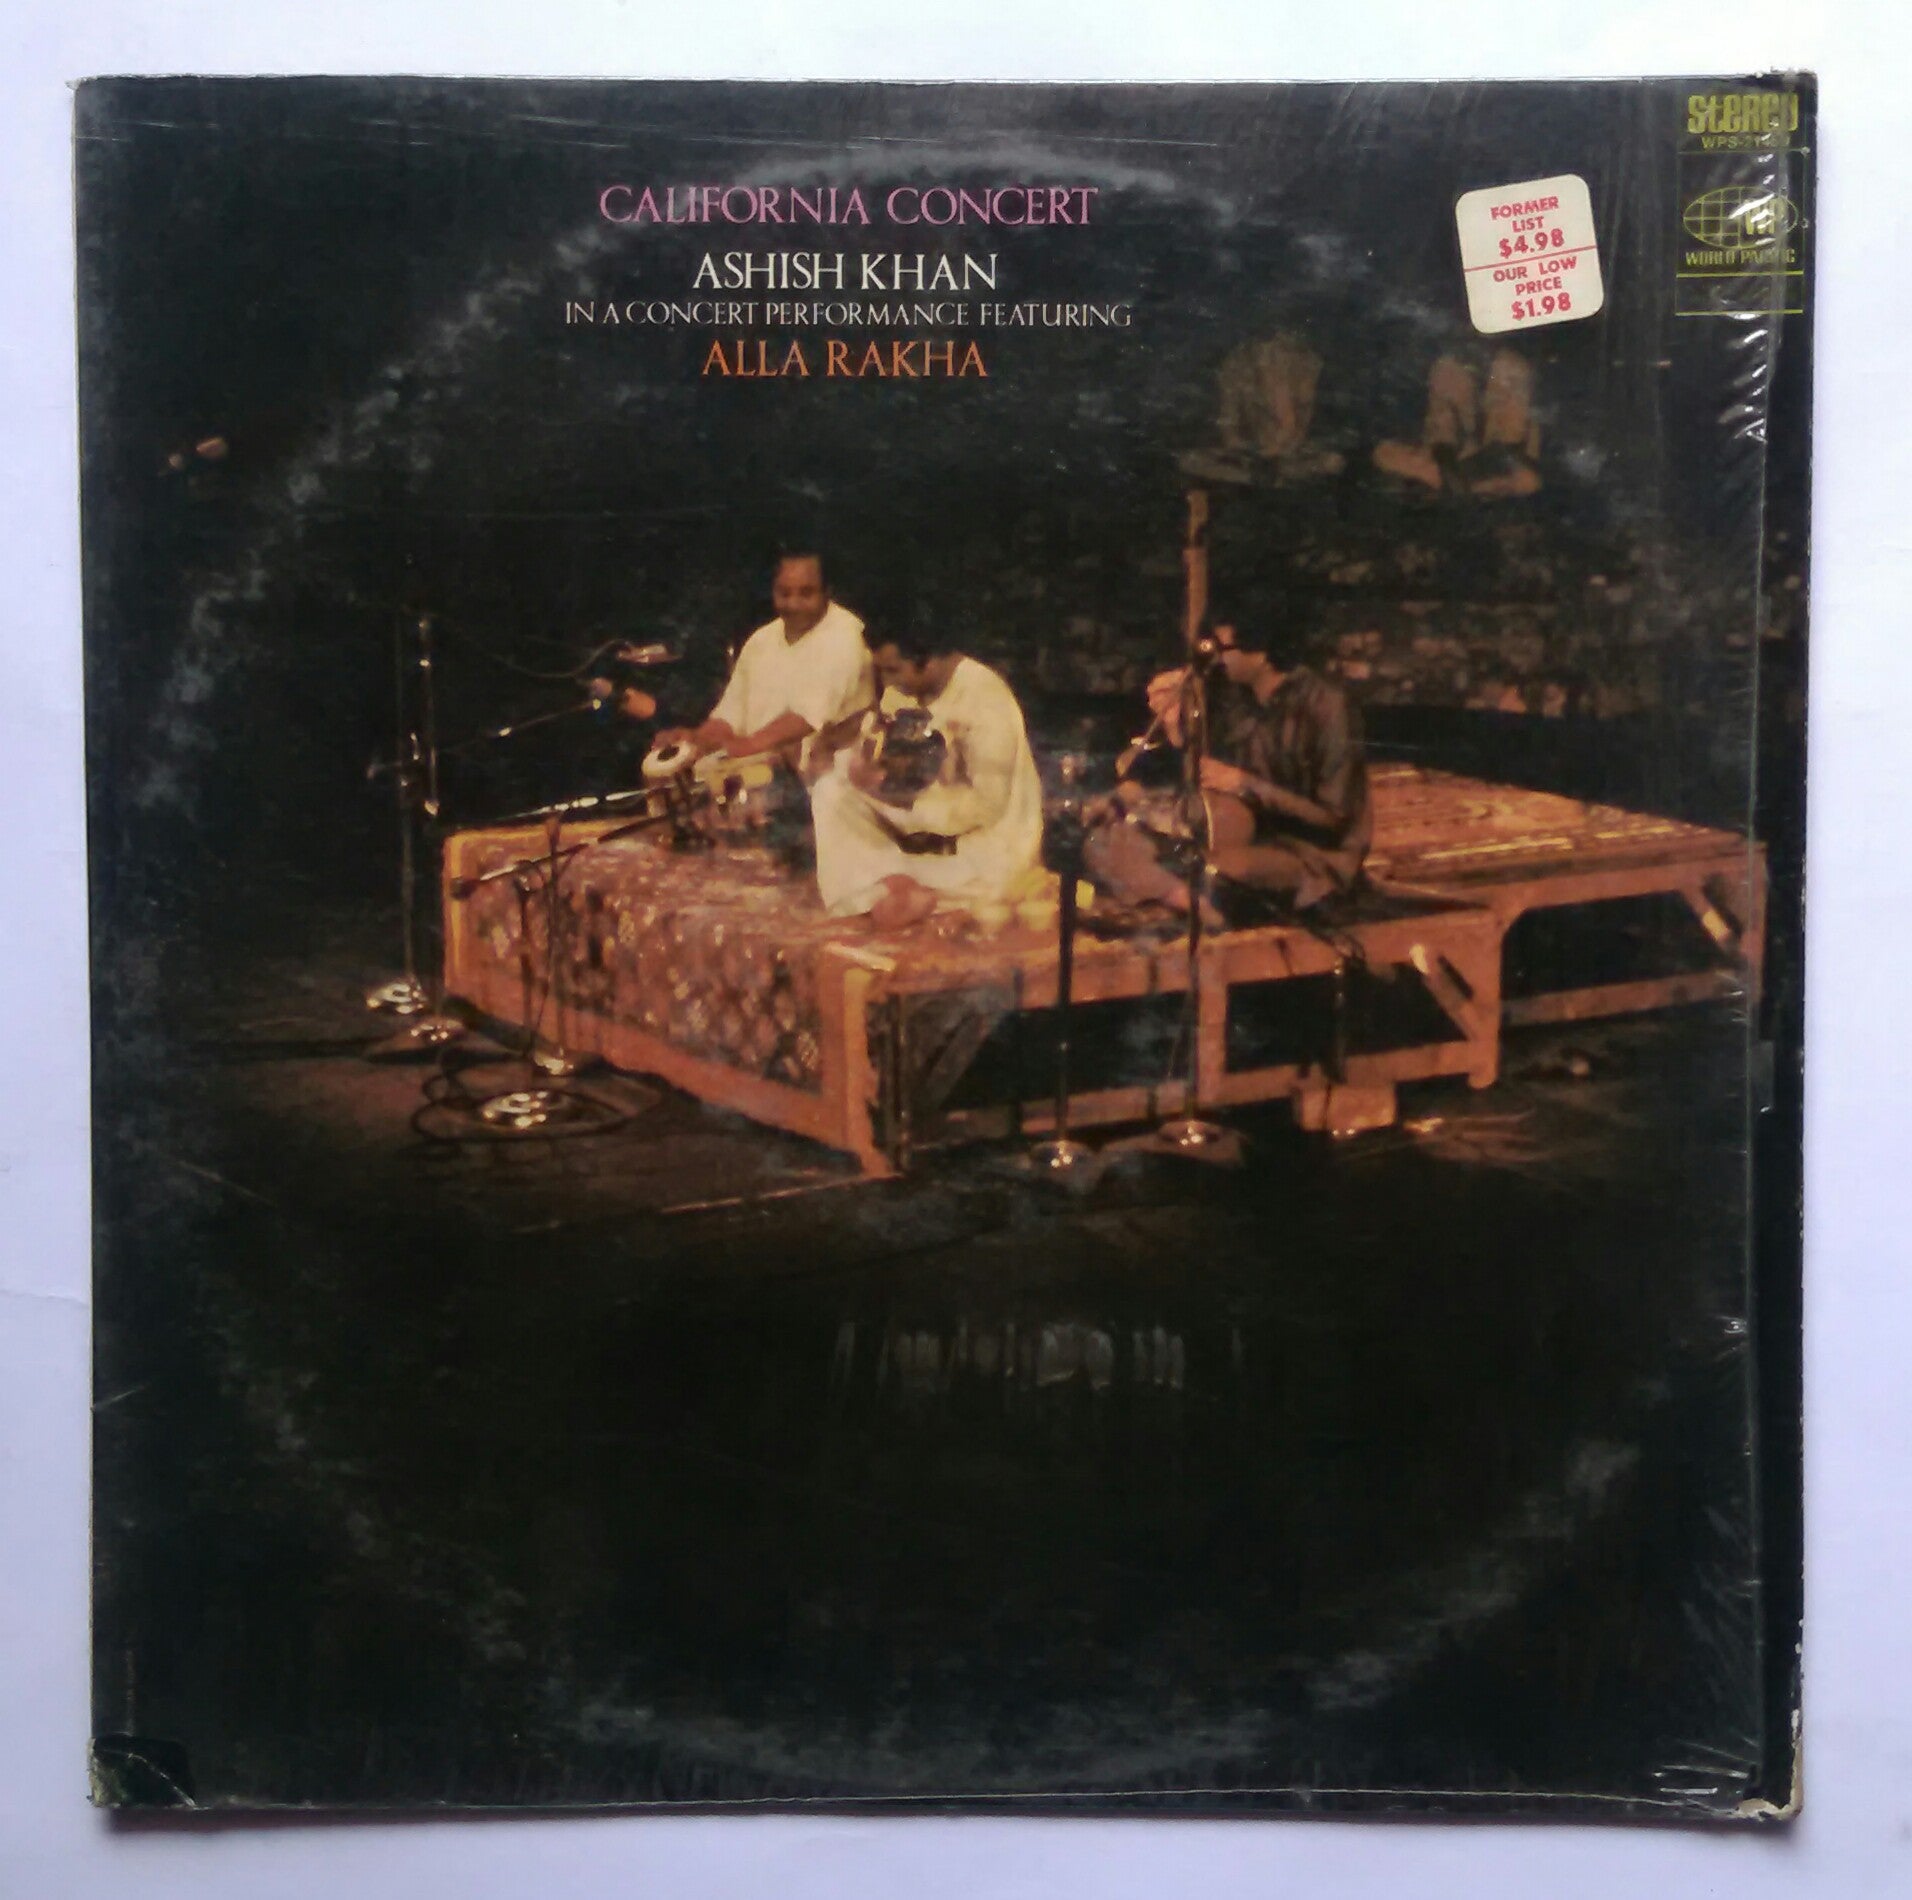 CALIFORNIA CONCERT
ASHISH KHAN
IN A CONCERT PERFORMANCE FEATURING
ALLA RAKHA
FORMER
LIST
$4.98
OUR LOW
PRICE
$1.98
STEREO
WORLD PACIFIC